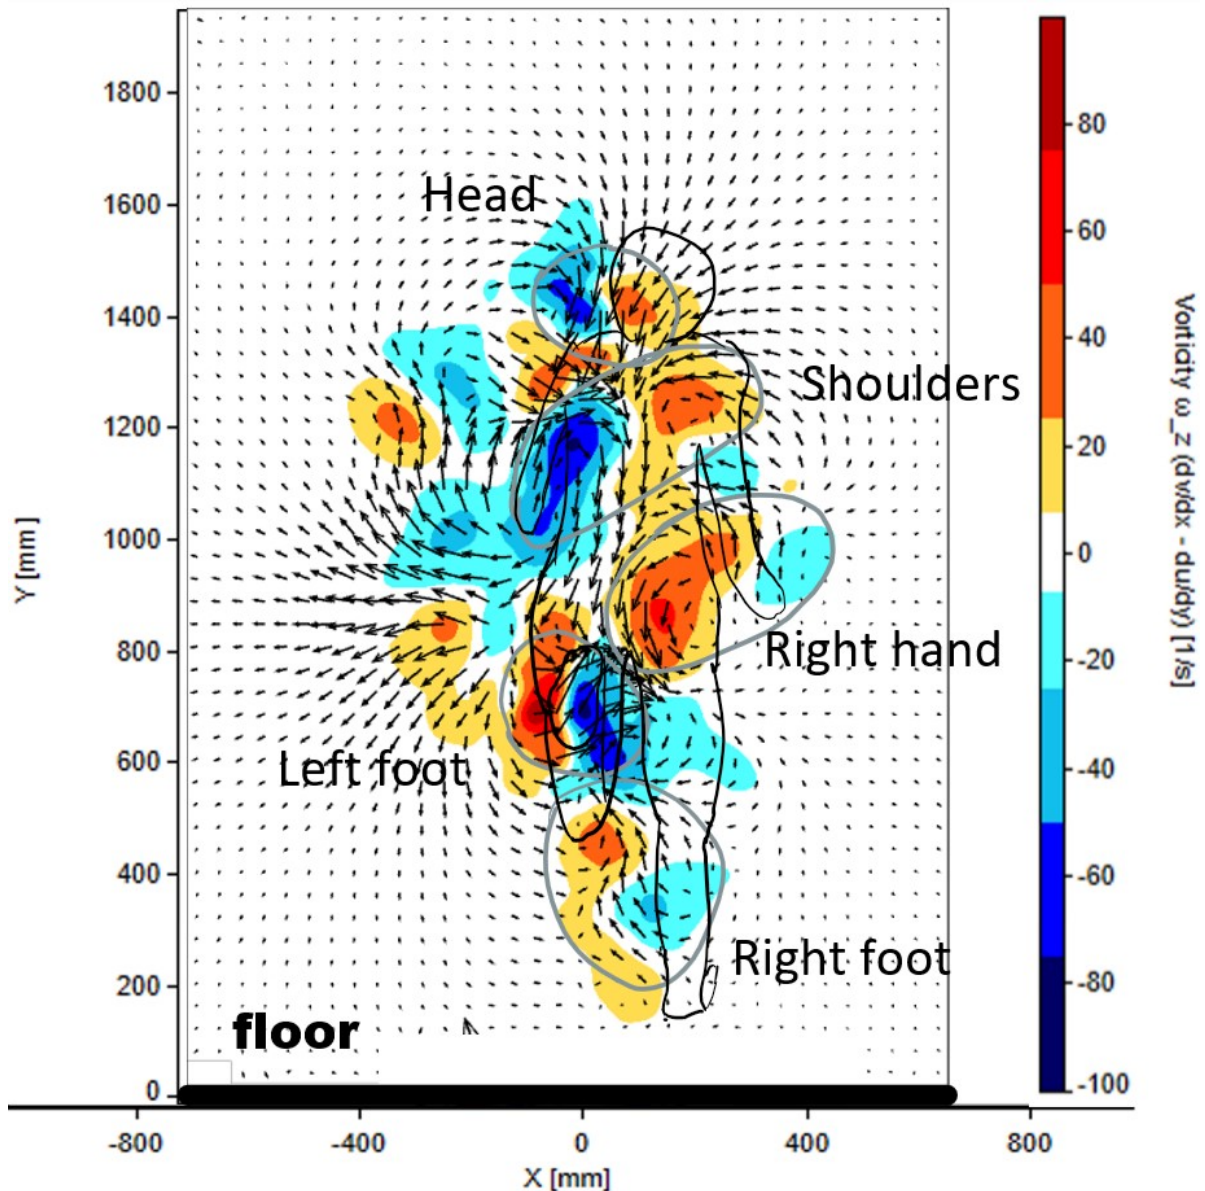 1800
1600
1400
1200
1000
800
600
400
200
0
Y [mm]
Head
Shoulders
Right hand
Left foot
Right foot
floor
-800
-400
0
400
800
X [mm]
80
60
40
20
0
-20
-40
-60
-80
-100
Vorticity ω_z (dv/dx - du/dy) [1/s]